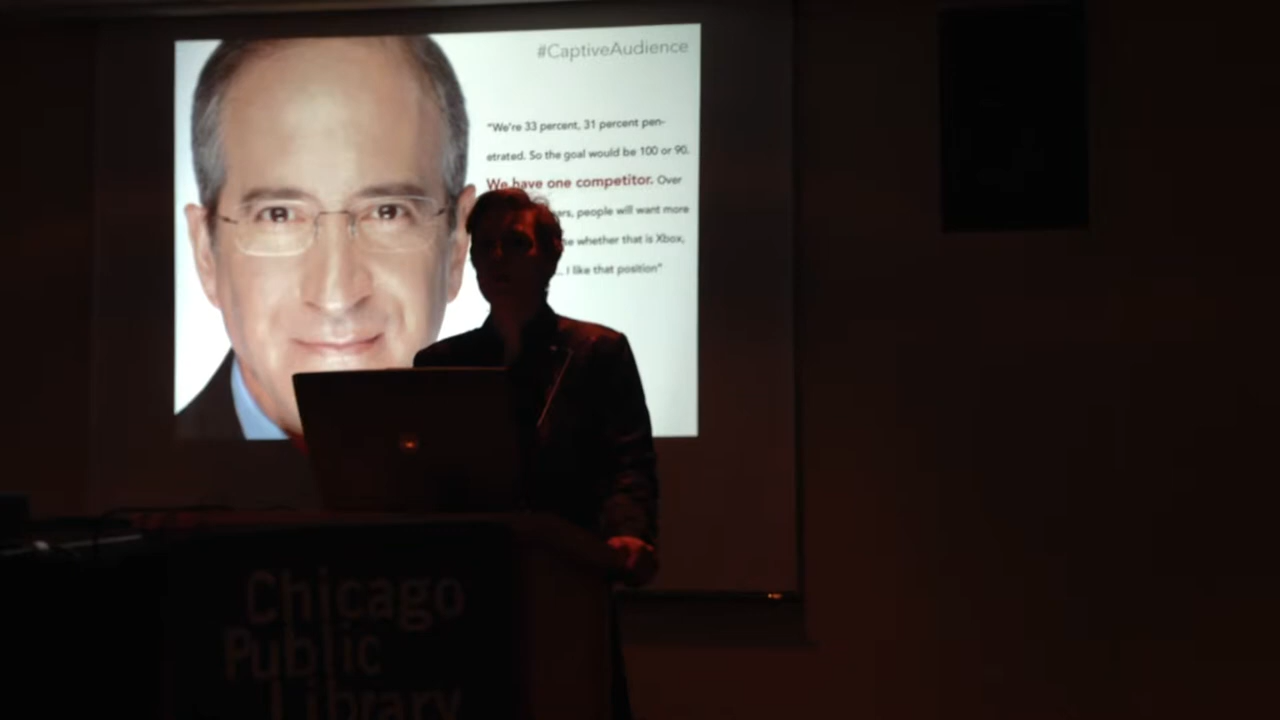 #CaptiveAudience
"We're 33 percent, 31 percent pen-
etrated. So the goal would be 100 or 90.
We have one competitor. Over
people will want more
whether that is Xbox,
I like that position"
Chicago
Public
Library